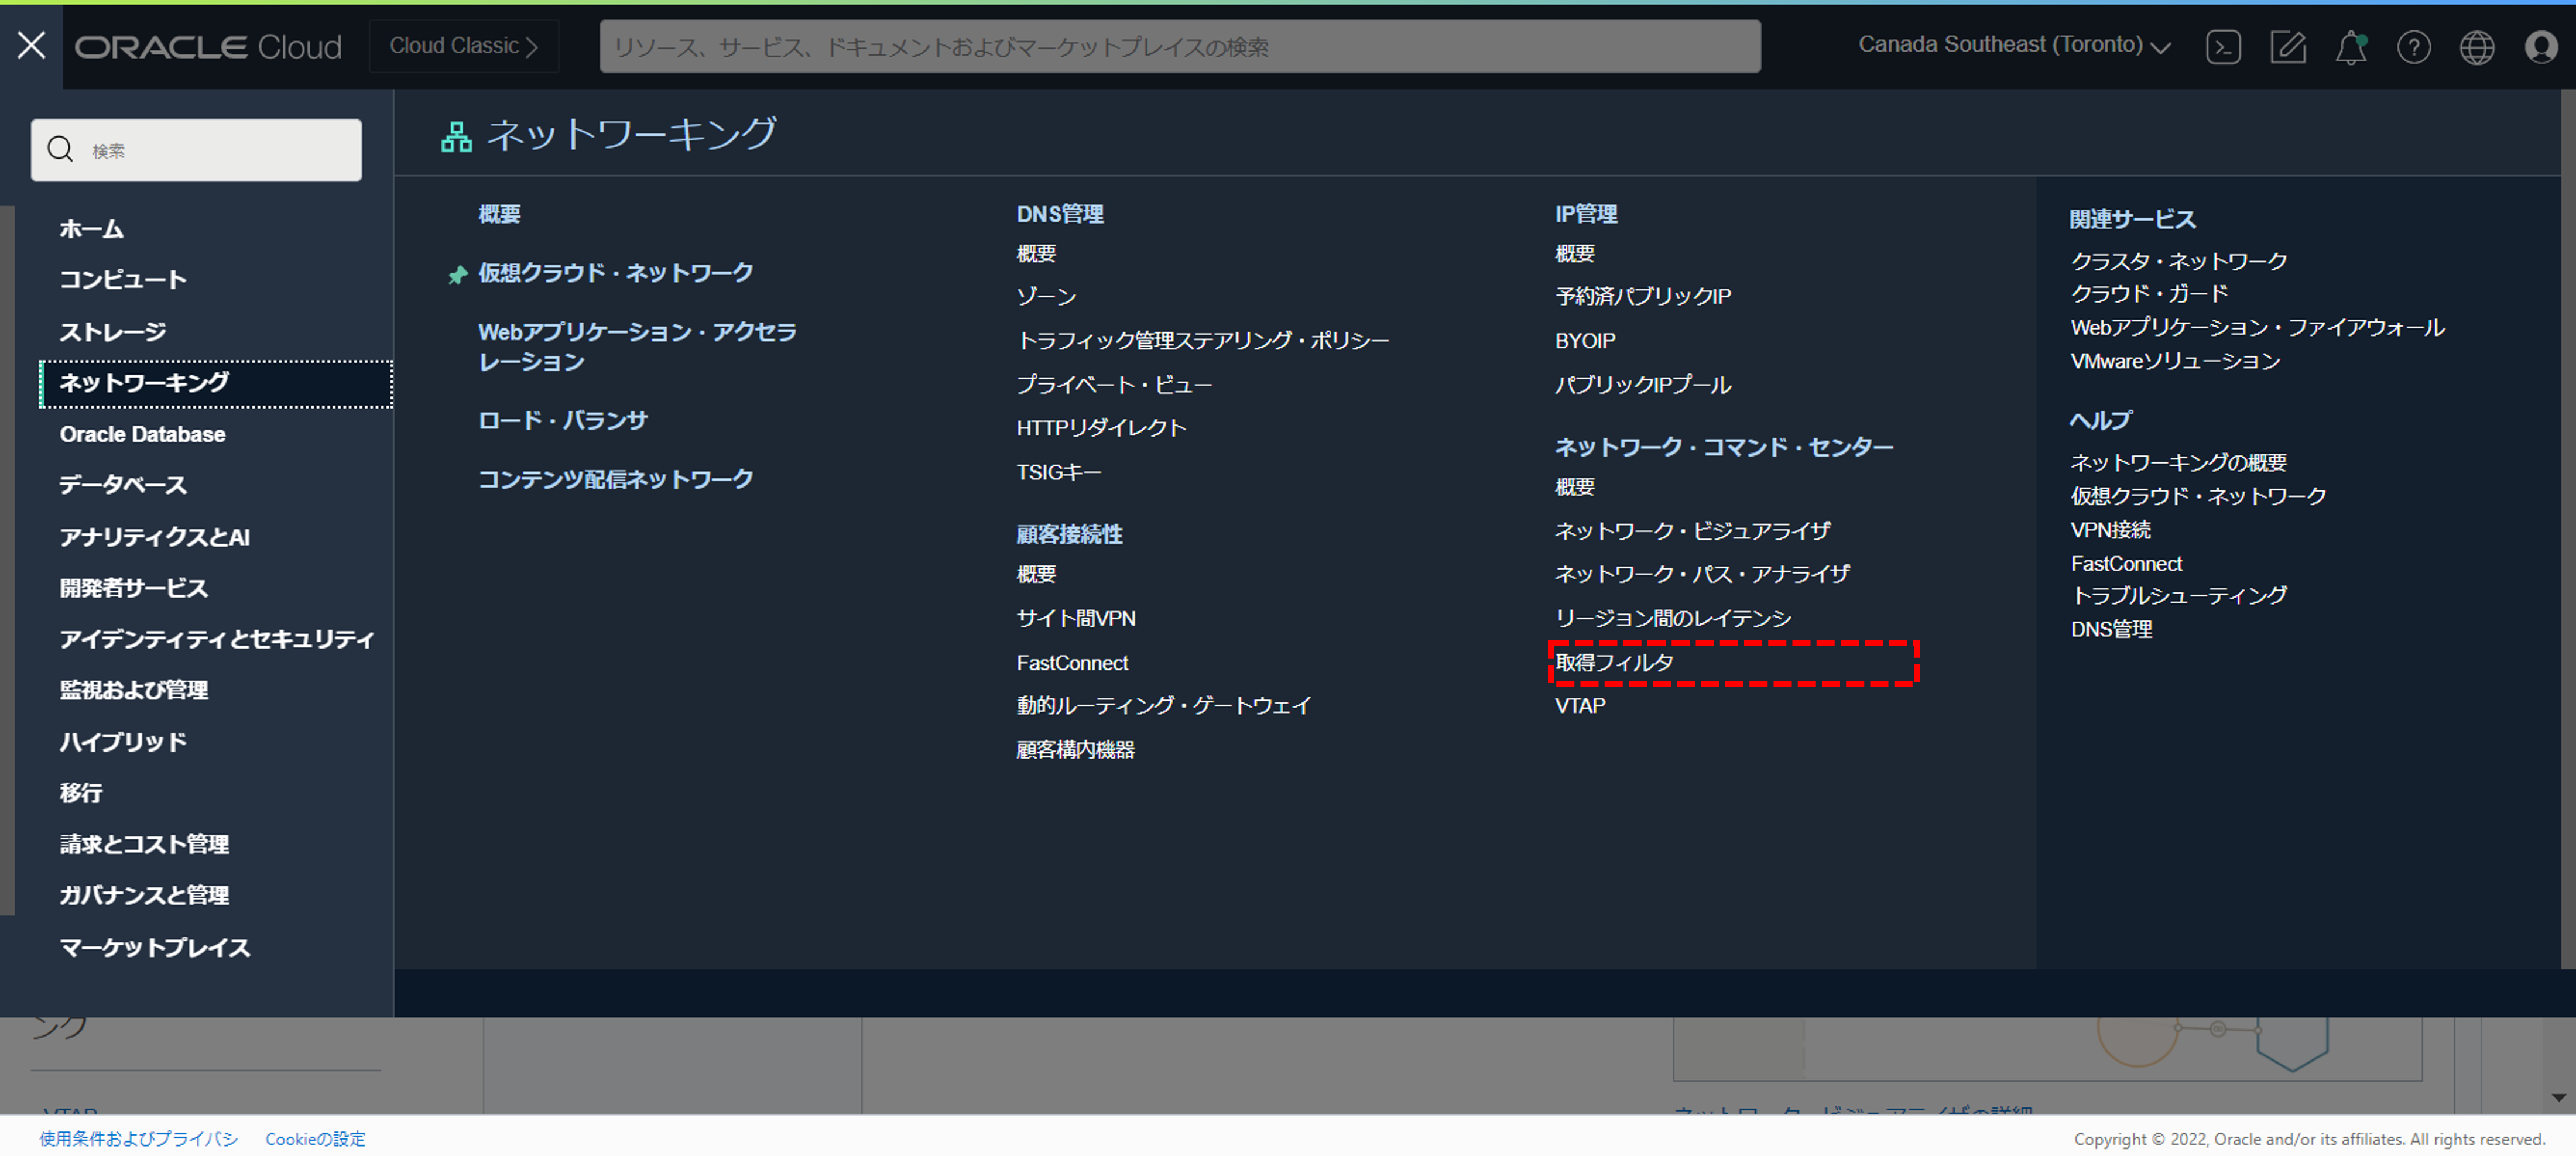 ORACLE Cloud
Cloud Classic
リソース、サービス、ドキュメントおよびマーケットプレイスの検索
Canada Southeast (Toronto)
検索
ホーム
コンピュート
ストレージ
ネットワーキング
Oracle Database
データベース
アナリティクスとAI
開発者サービス
アイデンティティとセキュリティ
監視および管理
ハイブリッド
移行
請求とコスト管理
ガバナンスと管理
マーケットプレイス
ネットワーキング
概要
仮想クラウド・ネットワーク
Webアプリケーション・アクセラ
レーション
ロード・バランサ
コンテンツ配信ネットワーク
DNS管理
概要
ゾーン
トラフィック管理ステアリング・ポリシー
プライベート・ビュー
HTTPリダイレクト
TSIGキー
顧客接続性
概要
サイト間VPN
FastConnect
動的ルーティング・ゲートウェイ
顧客構内機器
IP管理
概要
予約済パブリックIP
BYOIP
パブリックIPプール
ネットワーク・コマンド・センター
概要
ネットワーク・ビジュアライザ
ネットワーク・パス・アナライザ
リージョン間のレイテンシ
取得フィルタ
VTAP
関連サービス
クラスタ・ネットワーク
クラウド・ガード
Webアプリケーション・ファイアウォール
VMwareソリューション
ヘルプ
ネットワーキングの概要
仮想クラウド・ネットワーク
VPN接続
FastConnect
トラブルシューティング
DNS管理
ング
VTAP
ネットワーク・ビジュアライザの詳細
使用条件およびプライバシ
Cookieの設定
Copyright © 2022, Oracle and/or its affiliates. All rights reserved.